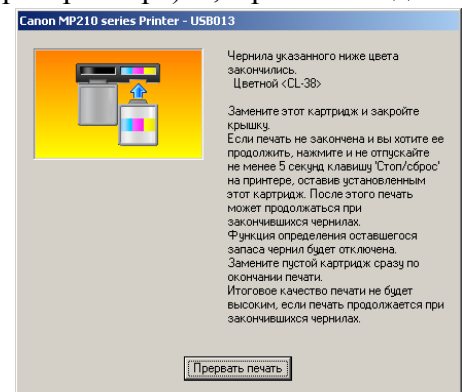 Canon MP210 series Printer - USB013
Чернила указанного ниже цвета
закончились.
Цветной <CL-38>
Замените этот картридж и закройте
крышку.
Если печать не закончена и вы хотите ее
продолжить, нажмите и не отпускайте
не менее 5 секунд клавишу 'Стоп/сброс'
на принтере, оставив установленным
этот картридж. После этого печать
может продолжаться при
закончившихся чернилах.
Функция определения оставшегося
запаса чернил будет отключена.
Замените пустой картридж сразу по
окончании печати.
Итоговое качество печати не будет
высоким, если печать продолжается при
закончившихся чернилах.
Прервать печать